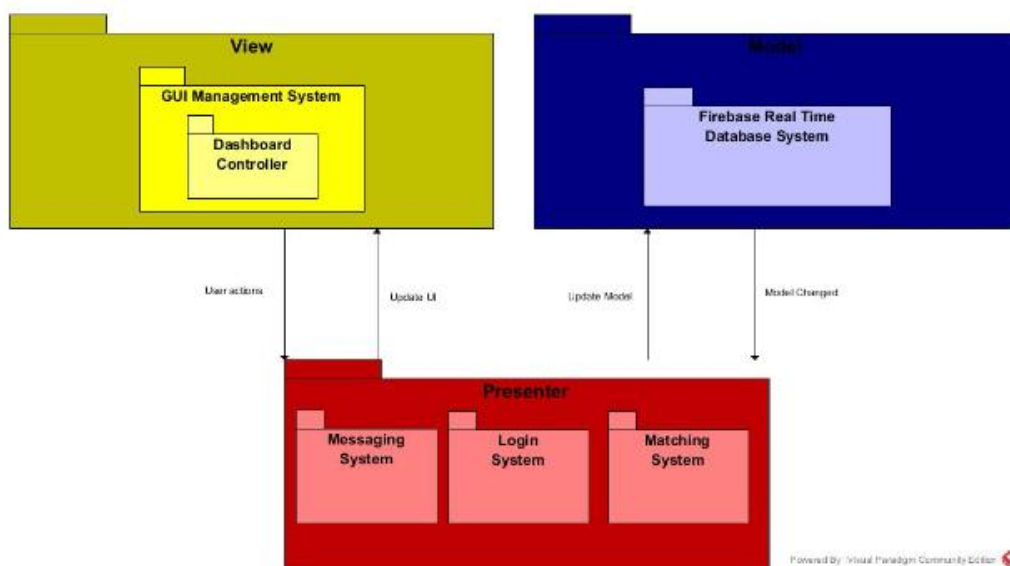 View
GUI Management System
Dashboard
Controller
Model
Firebase Real Time
Database System
User actions
Update UI
Update Model
Model Changed
Presenter
Messaging
System
Login
System
Matching
System
Powered By Visual Paradigm Community Edition